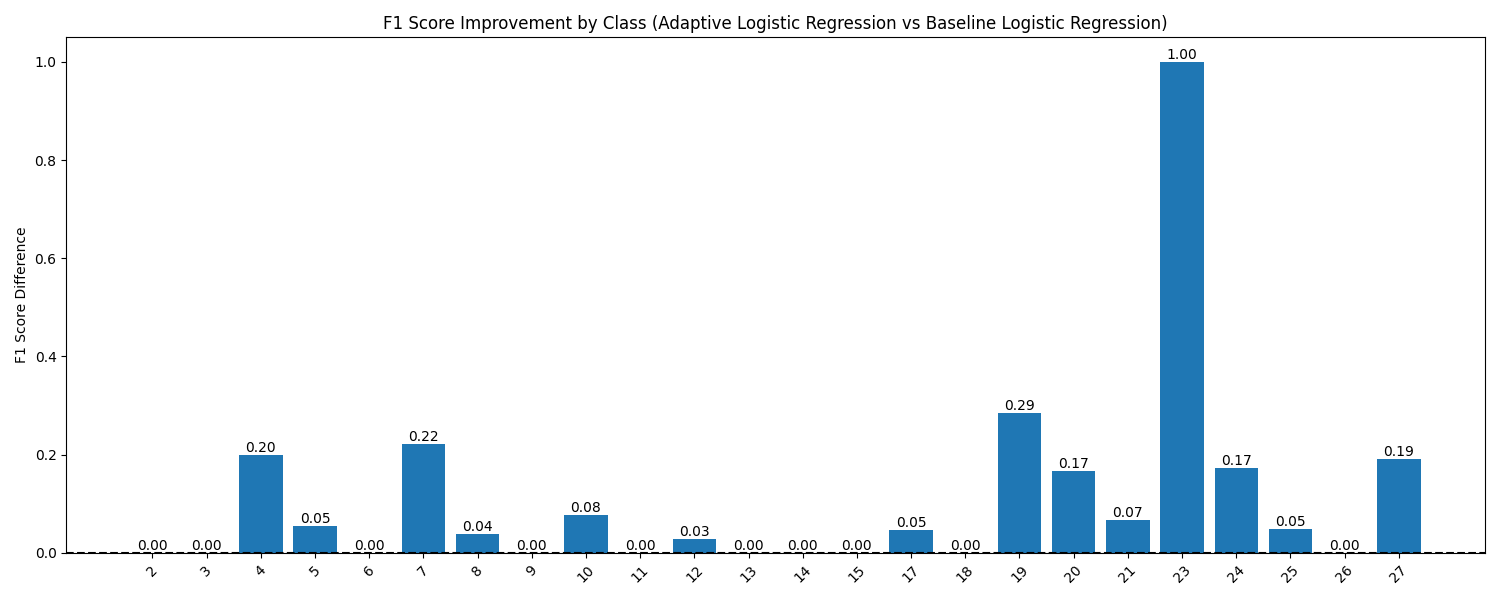 F1 Score Improvement by Class (Adaptive Logistic Regression vs Baseline Logistic Regression)
F1 Score Difference
1.0
0.8
0.6
0.4
0.2
0.0
0.00 0.00 0.20 0.05 0.00 0.22 0.04 0.00 0.08 0.00 0.03 0.00 0.00 0.00 0.05 0.00 0.29 0.17 0.07 1.00 0.17 0.05 0.00 0.19
2 3 4 5 6 7 8 9 10 11 12 13 14 15 17 18 19 20 21 23 24 25 26 27